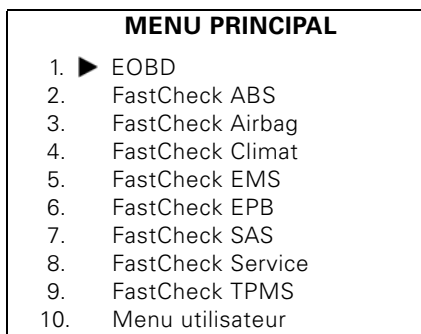 MENU PRINCIPAL
1. ▶ EOBD
2. FastCheck ABS
3. FastCheck Airbag
4. FastCheck Climat
5. FastCheck EMS
6. FastCheck EPB
7. FastCheck SAS
8. FastCheck Service
9. FastCheck TPMS
10. Menu utilisateur